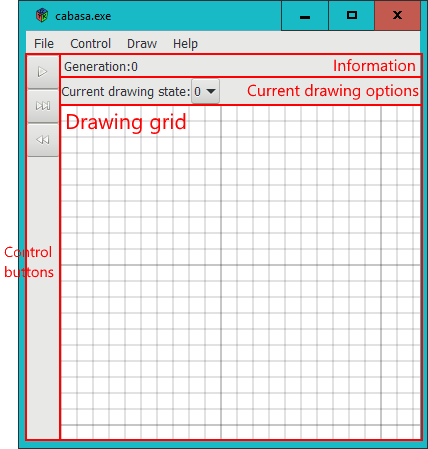 cabasa.exe
File Control Draw Help
Generation:0
Information
Current drawing state: 0
Current drawing options
Drawing grid
Control
buttons